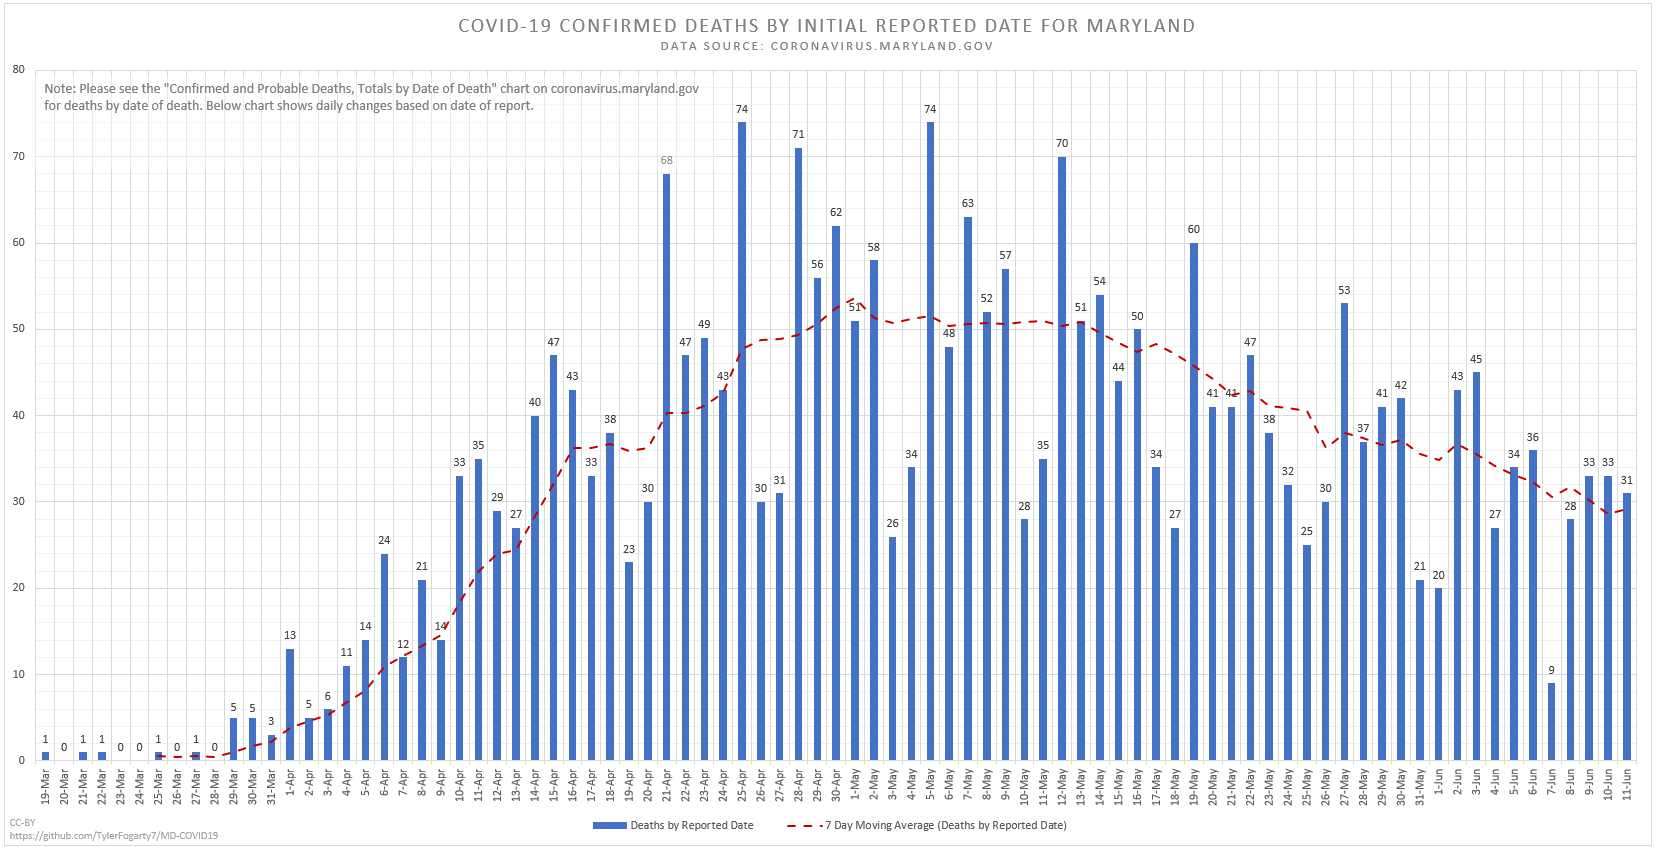 COVID-19 CONFIRMED DEATHS BY INITIAL REPORTED DATE FOR MARYLAND
DATA SOURCE: CORONAVIRUS.MARYLAND.GOV
Note: Please see the "Confirmed and Probable Deaths, Totals by Date of Death" chart on coronavirus.maryland.gov
for deaths by date of death. Below chart shows daily changes based on date of report.
80
70
60
50
40
30
20
10
0
1 0 1 1 0 0 1 0 1 0 5 5 3 13 5 6 11 14 24 12 21 14 33 35 29 27 40 47 43 33 38 23 30 68 47 49 43 74 30 31 71 56 62 51 58 26 34 74 48 63 52 57 28 35 70 51 54 44 50 34 27 60 41 41 47 38 32 25 30 53 37 41 42 21 20 43 45 27 34 36 9 28 33 33 31
19-Mar 20-Mar 21-Mar 22-Mar 23-Mar 24-Mar 25-Mar 26-Mar 27-Mar 28-Mar 29-Mar 30-Mar 31-Mar 1-Apr 2-Apr 3-Apr 4-Apr 5-Apr 6-Apr 7-Apr 8-Apr 9-Apr 10-Apr 11-Apr 12-Apr 13-Apr 14-Apr 15-Apr 16-Apr 17-Apr 18-Apr 19-Apr 20-Apr 21-Apr 22-Apr 23-Apr 24-Apr 25-Apr 26-Apr 27-Apr 28-Apr 29-Apr 30-Apr 1-May 2-May 3-May 4-May 5-May 6-May 7-May 8-May 9-May 10-May 11-May 12-May 13-May 14-May 15-May 16-May 17-May 18-May 19-May 20-May 21-May 22-May 23-May 24-May 25-May 26-May 27-May 28-May 29-May 30-May 31-May 1-Jun 2-Jun 3-Jun 4-Jun 5-Jun 6-Jun 7-Jun 8-Jun 9-Jun 10-Jun 11-Jun
Deaths by Reported Date
7 Day Moving Average (Deaths by Reported Date)
CC-BY
https://github.com/TylerFogarty7/MD-COVID19